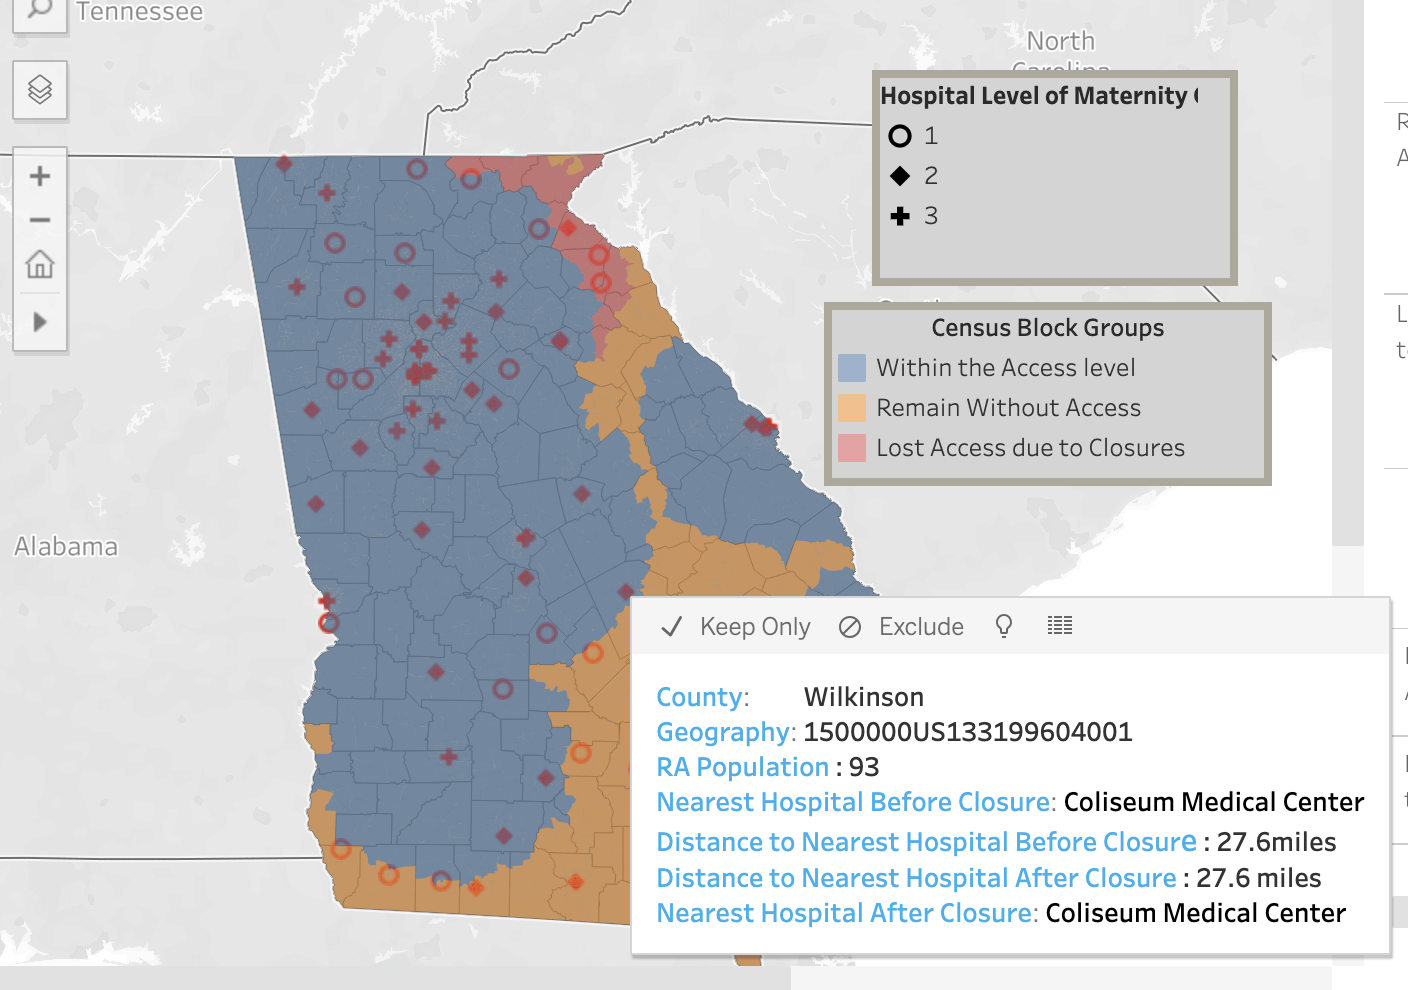 Tennessee
North
Carolina
Hospital Level of Maternity
1
2
3
Census Block Groups
Within the Access level
Remain Without Access
Lost Access due to Closures
Alabama
Keep Only
Exclude
County: Wilkinson
Geography: 1500000US133199604001
RA Population : 93
Nearest Hospital Before Closure: Coliseum Medical Center
Distance to Nearest Hospital Before Closure : 27.6miles
Distance to Nearest Hospital After Closure : 27.6 miles
Nearest Hospital After Closure: Coliseum Medical Center